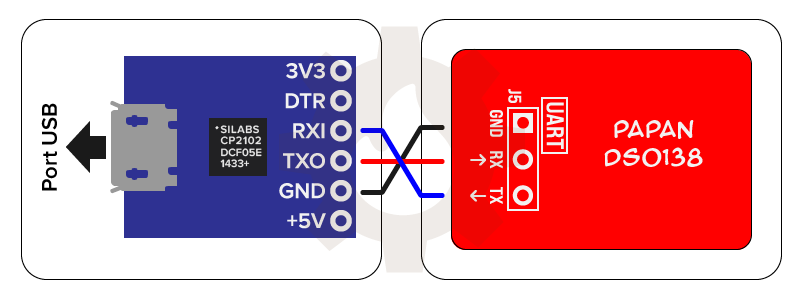 Port USB
3V3
DTR
RXI
TXO
GND
+5V
•SILABS
CP2102
DCF05E
1433+
J5
UART
GND
RX
TX
PAPAN
DSO138